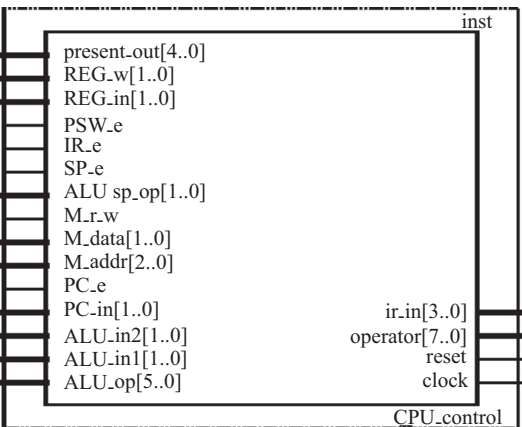 inst
present_out[4..0]
REG_w[1..0]
REG_in[1..0]
PSW_e
IR_e
SP_e
ALU sp_op[1..0]
M_r_w
M_data[1..0]
M_addr[2..0]
PC_e
PC_in[1..0]
ir_in[3..0]
ALU_in2[1..0]
operator[7..0]
ALU_in1[1..0]
reset
ALU_op[5..0]
clock
CPU_control